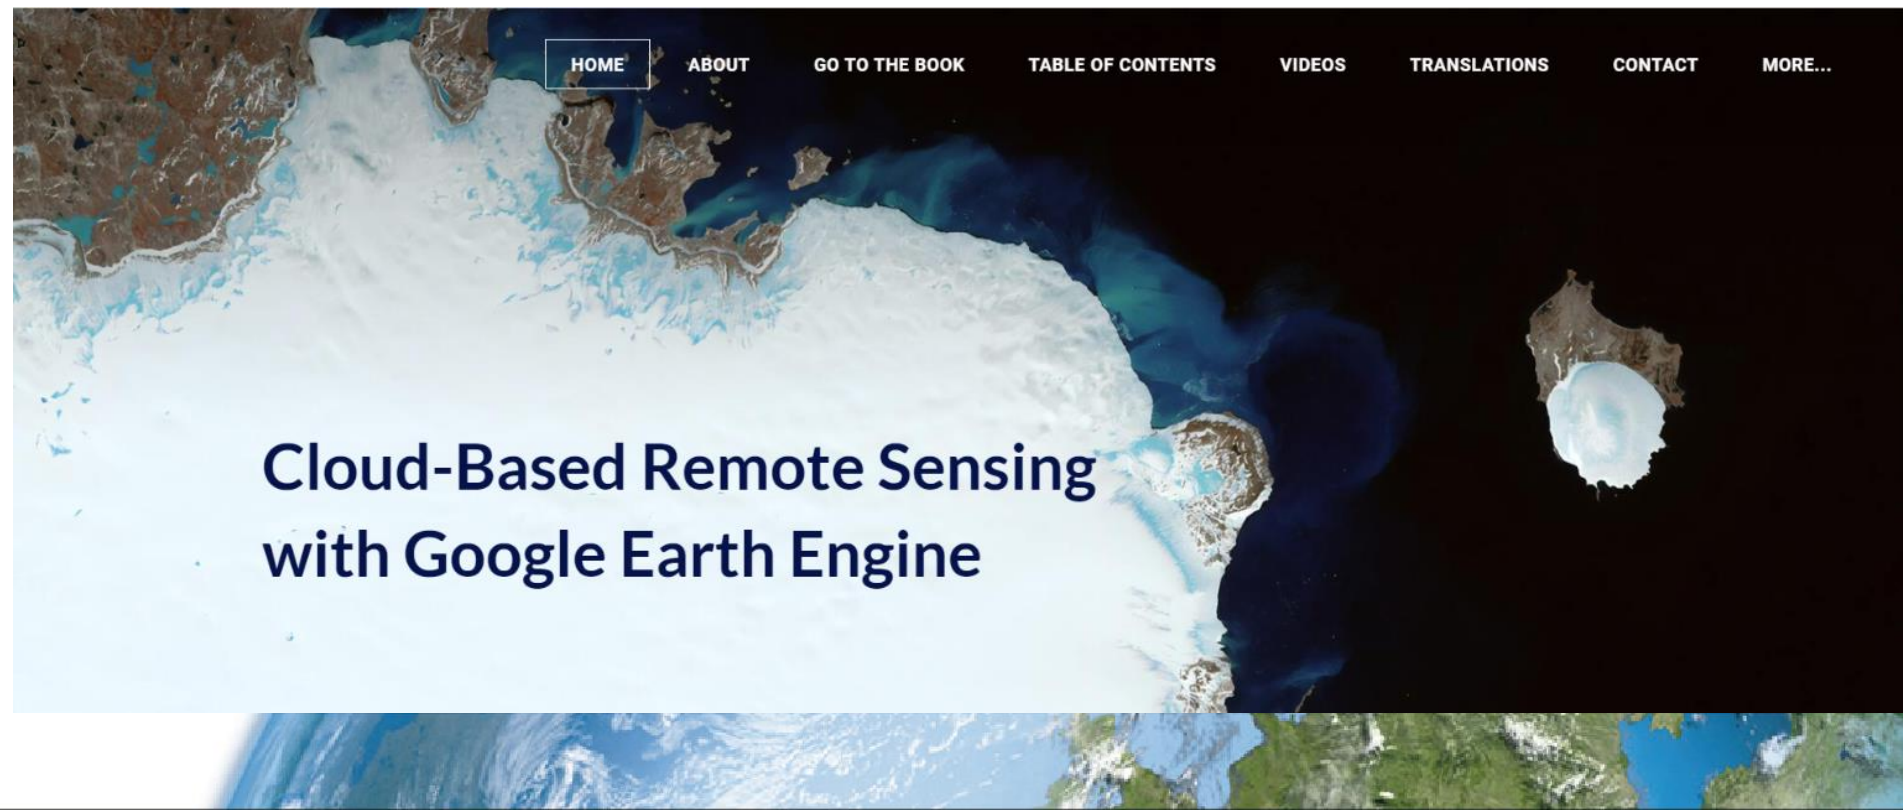 HOME ABOUT GO TO THE BOOK TABLE OF CONTENTS VIDEOS TRANSLATIONS CONTACT MORE...
Cloud-Based Remote Sensing
with Google Earth Engine